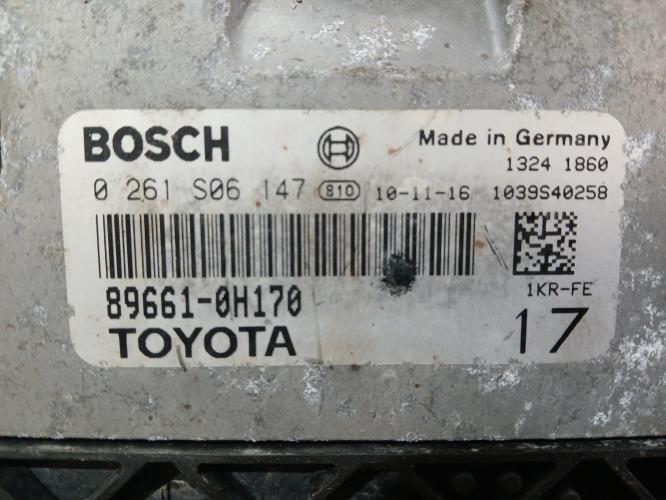 BOSCH Made in Germany
1324 1860
0 261 S06 147 810 10-11-16 1039S40258
89661-0H170 1KR-FE
TOYOTA 17